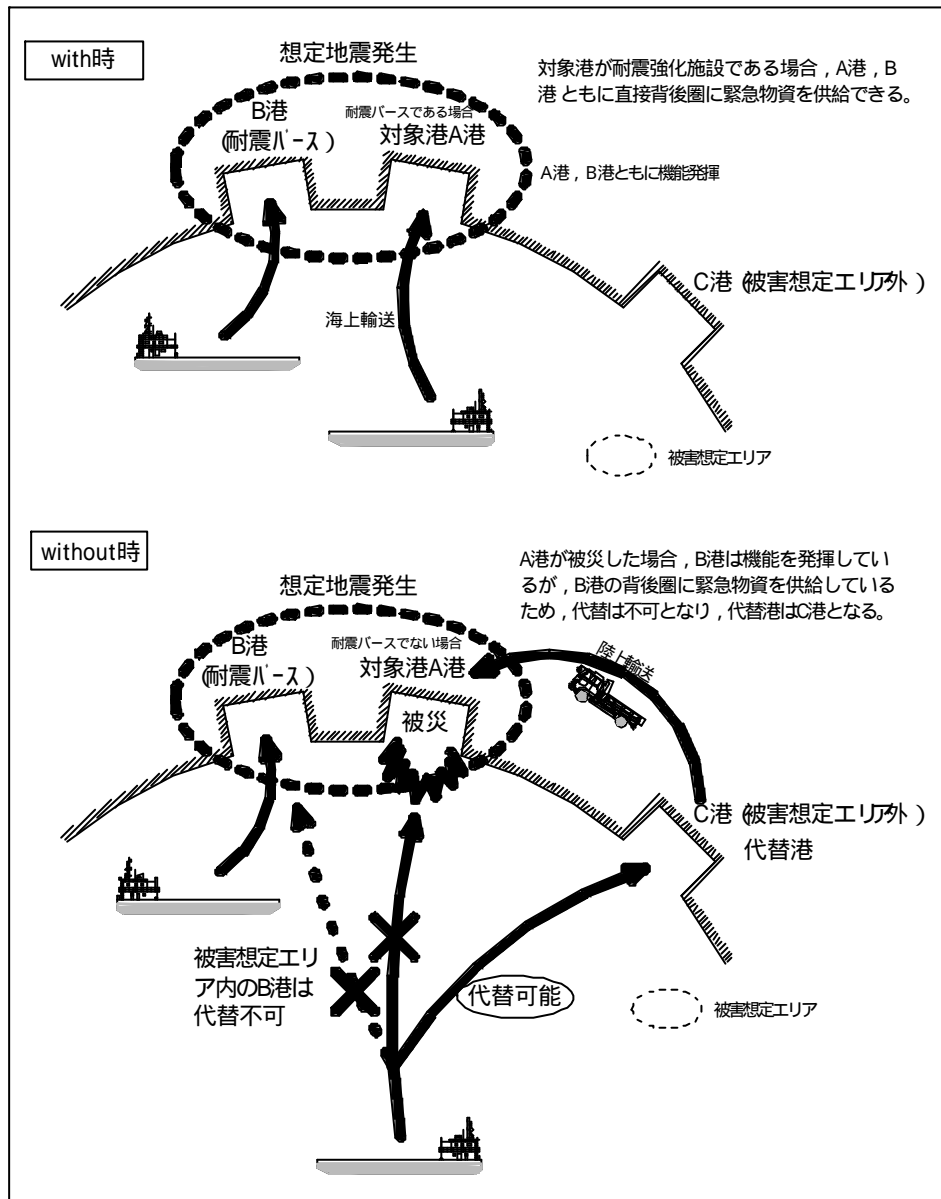 with時
想定地震発生
対象港が耐震強化施設である場合，A港，B
港ともに直接背後圏に緊急物資を供給できる。
B港
(耐震バース)
耐震バースである場合
対象港A港
A港，B港ともに機能発揮
C港(被害想定エリア外)
海上輸送
被害想定エリア
without時
A港が被災した場合，B港は機能を発揮してい
るが，B港の背後圏に緊急物資を供給している
ため，代替は不可となり，代替港はC港となる。
想定地震発生
B港
(耐震バース)
耐震バースでない場合
対象港A港
陸上輸送
被災
C港(被害想定エリア外)
代替港
被害想定エリ
ア内のB港は
代替不可
代替可能
被害想定エリア